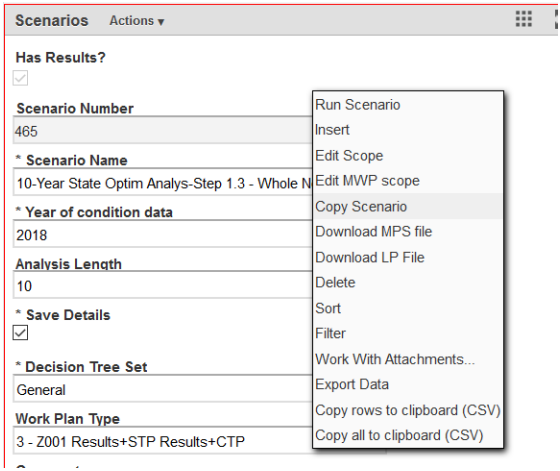 Scenarios Actions ▾
Has Results?
Scenario Number
465
* Scenario Name
10-Year State Optim Analys-Step 1.3 - Whole N
* Year of condition data
2018
Analysis Length
10
* Save Details
* Decision Tree Set
General
Work Plan Type
3 - Z001 Results+STP Results+CTP
Run Scenario
Insert
Edit Scope
Edit MWP scope
Copy Scenario
Download MPS file
Download LP File
Delete
Sort
Filter
Work With Attachments...
Export Data
Copy rows to clipboard (CSV)
Copy all to clipboard (CSV)